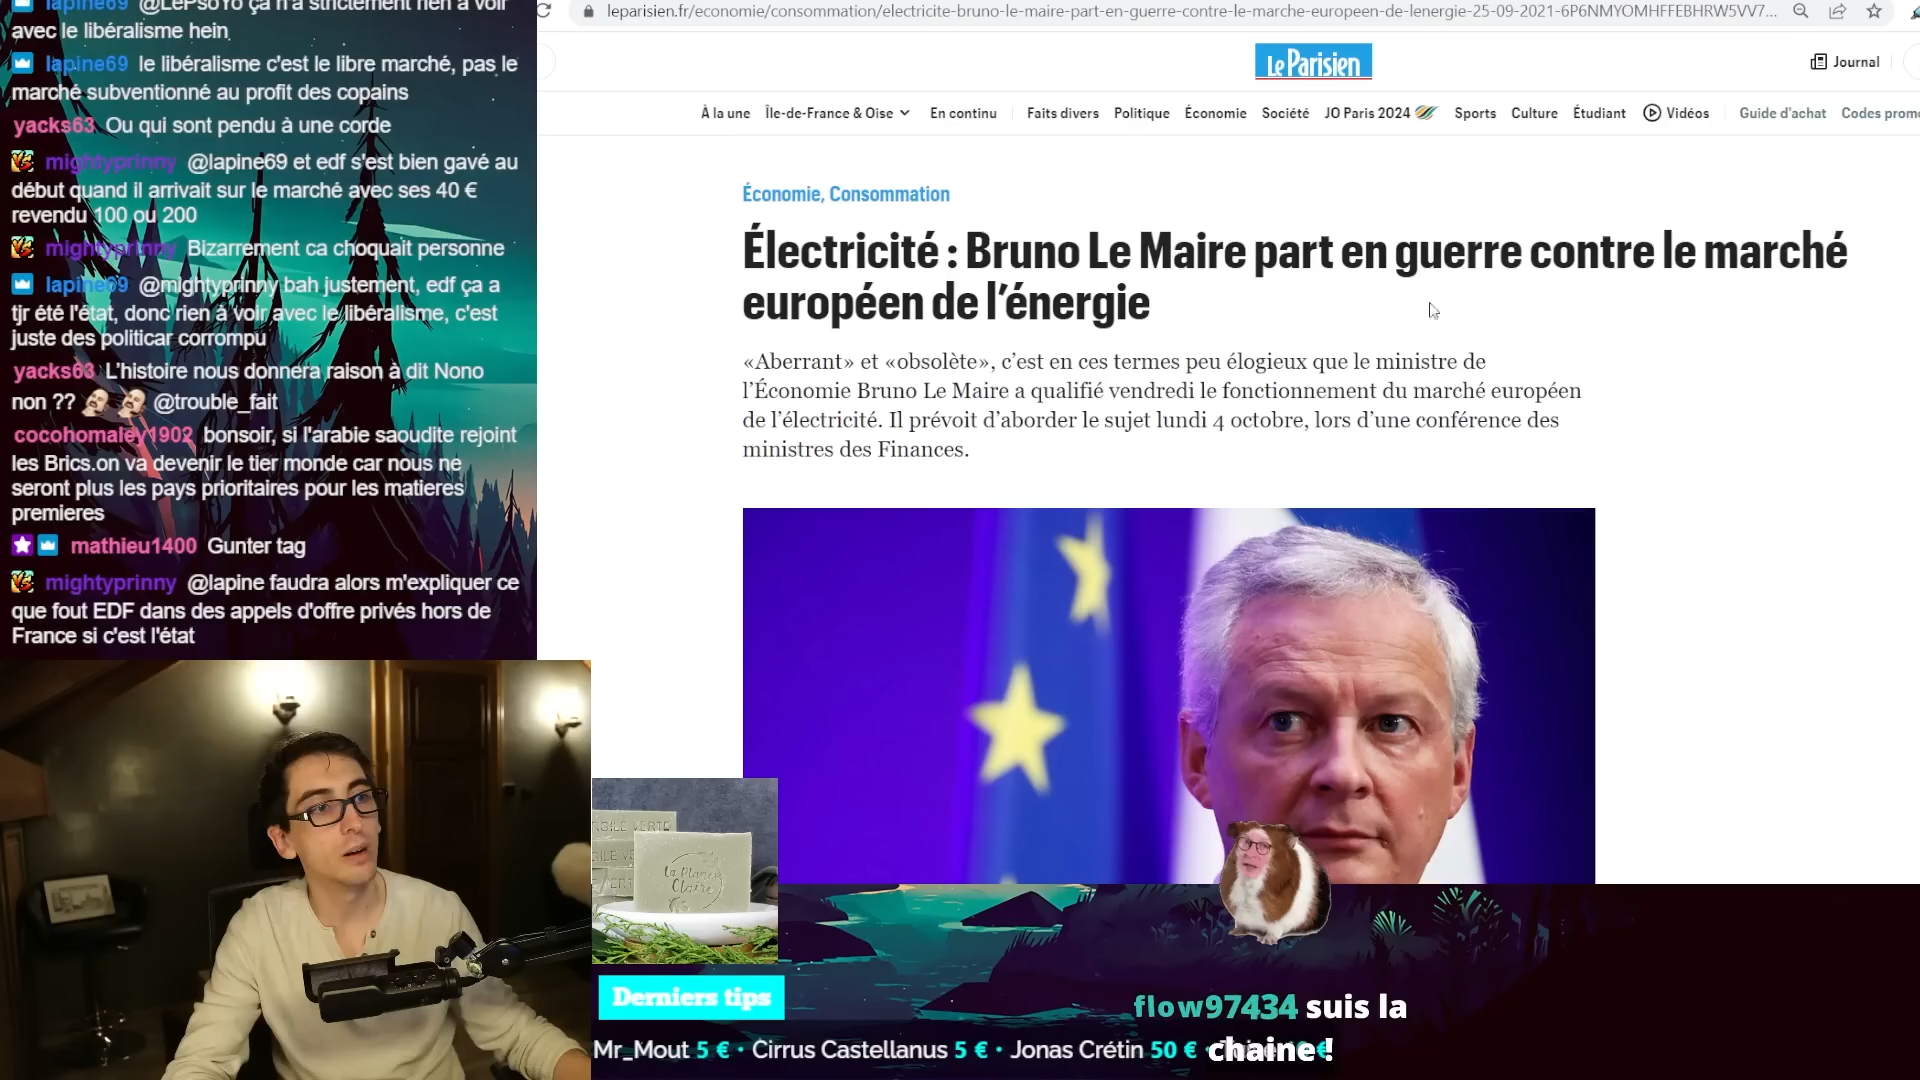 lapine69 @LePsoYo ça n'a strictement rien à voir
avec le libéralisme hein
lapine69 le libéralisme c'est le libre marché, pas le
marché subventionné au profit des copains
yacks63 Ou qui sont pendu à une corde
mightyprinny @lapine69 et edf s'est bien gavé au
début quand il arrivait sur le marché avec ses 40 €
revendu 100 ou 200
mightyprinny Bizarrement ca choquait personne
lapine69 @mightyprinny bah justement, edf ça a
tjr été l'état, donc rien à voir avec le libéralisme, c'est
juste des politicar corrompu
yacks63 L'histoire nous donnera raison à dit Nono
non ?? @trouble_fait
cocohomaley1902 bonsoir, si l'arabie saoudite rejoint
les Brics.on va devenir le tier monde car nous ne
seront plus les pays prioritaires pour les matieres
premieres
mathieu1400 Gunter tag
mightyprinny @lapine faudra alors m'expliquer ce
que fout EDF dans des appels d'offre privés hors de
France si c'est l'état
leparisien.fr/economie/consommation/electricite-bruno-le-maire-part-en-guerre-contre-le-marche-europeen-de-lenergie-25-09-2021-6P6NMYOMHFFEBHRW5VV7...
Le Parisien
Journal
À la une Île-de-France & Oise En continu Faits divers Politique Économie Société JO Paris 2024 Sports Culture Étudiant Vidéos Guide d'achat Codes promo
Économie, Consommation
Électricité : Bruno Le Maire part en guerre contre le marché
européen de l'énergie
«Aberrant» et «obsolète», c'est en ces termes peu élogieux que le ministre de
l'Économie Bruno Le Maire a qualifié vendredi le fonctionnement du marché européen
de l'électricité. Il prévoit d'aborder le sujet lundi 4 octobre, lors d'une conférence des
ministres des Finances.
ARGILE VERTE
La Planète
Claire
Derniers tips
Mr_Mout 5 € · Cirrus Castellanus 5 € · Jonas Crétin 50 € ·
flow97434 suis la
chaine !